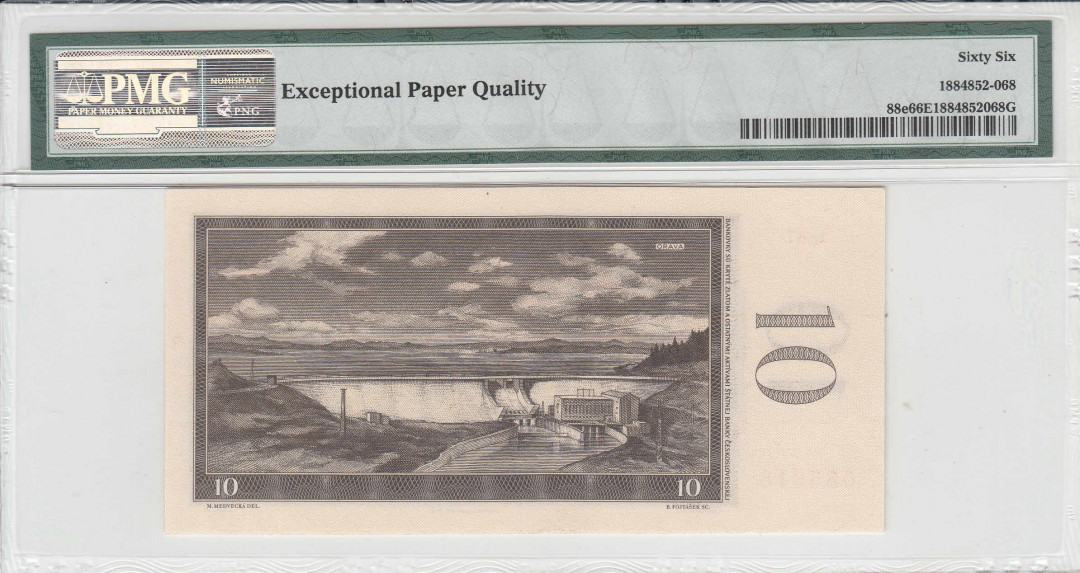 PMG
PAPER MONEY GUARANTY
NUMISMATIC
PNG
Exceptional Paper Quality
Sixty Six
1884852-068
88e66E1884852068G
ORAVA
BANKOVKY SÚ KRYTÉ ZLATOM A OSTATNÝMI AKTÍVAMI ŠTÁTNEJ BANKY ČESKOSLOVENSKEJ
10
10
10
M. MEDVECKÁ DEL.
B. FOJTÁŠEK SC.